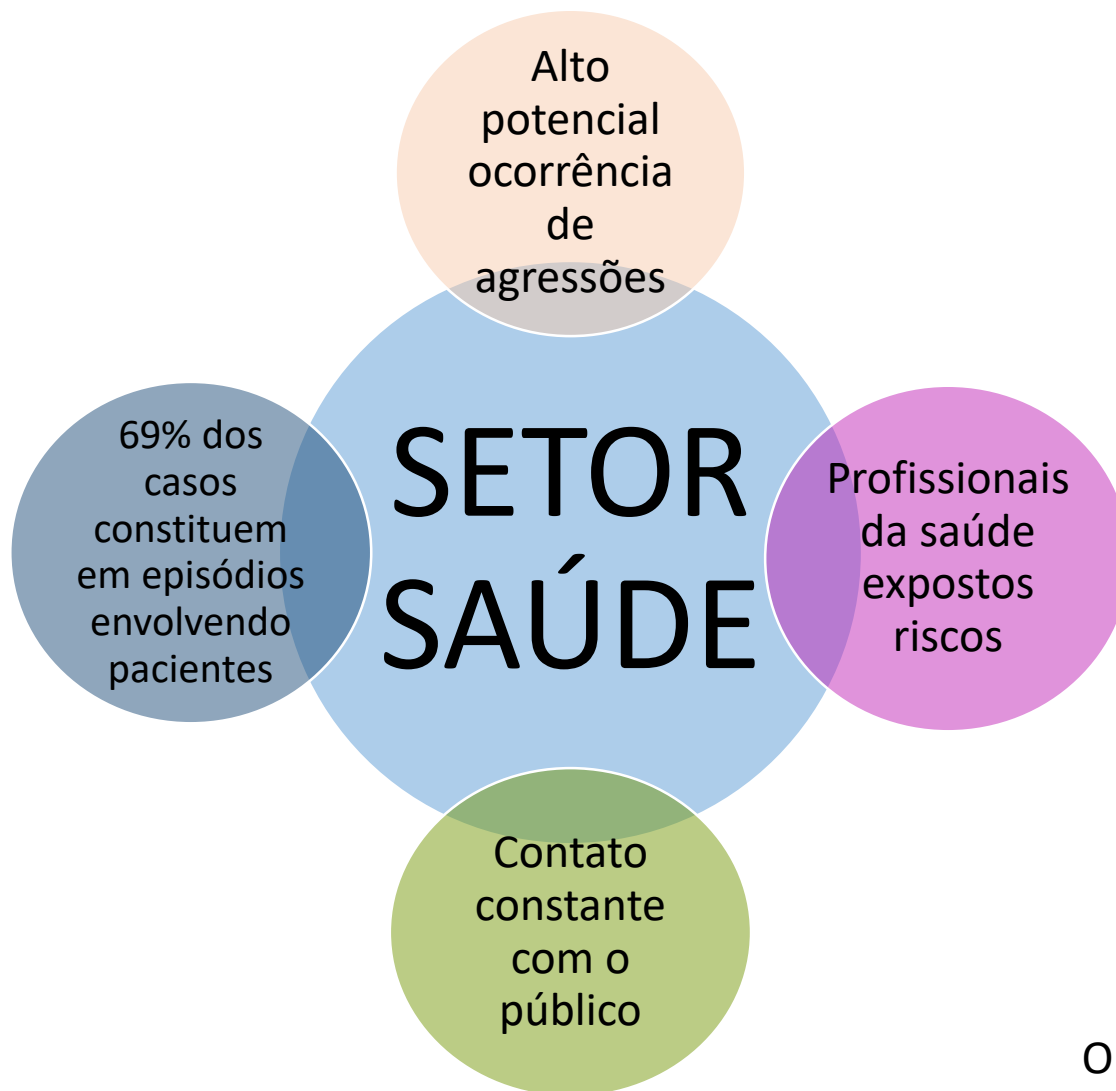 Alto
potencial
ocorrência
de
agressões
69% dos
casos
constituem
em episódios
envolvendo
pacientes
SETOR
SAÚDE
Profissionais
da saúde
expostos
riscos
Contato
constante
com o
público
O